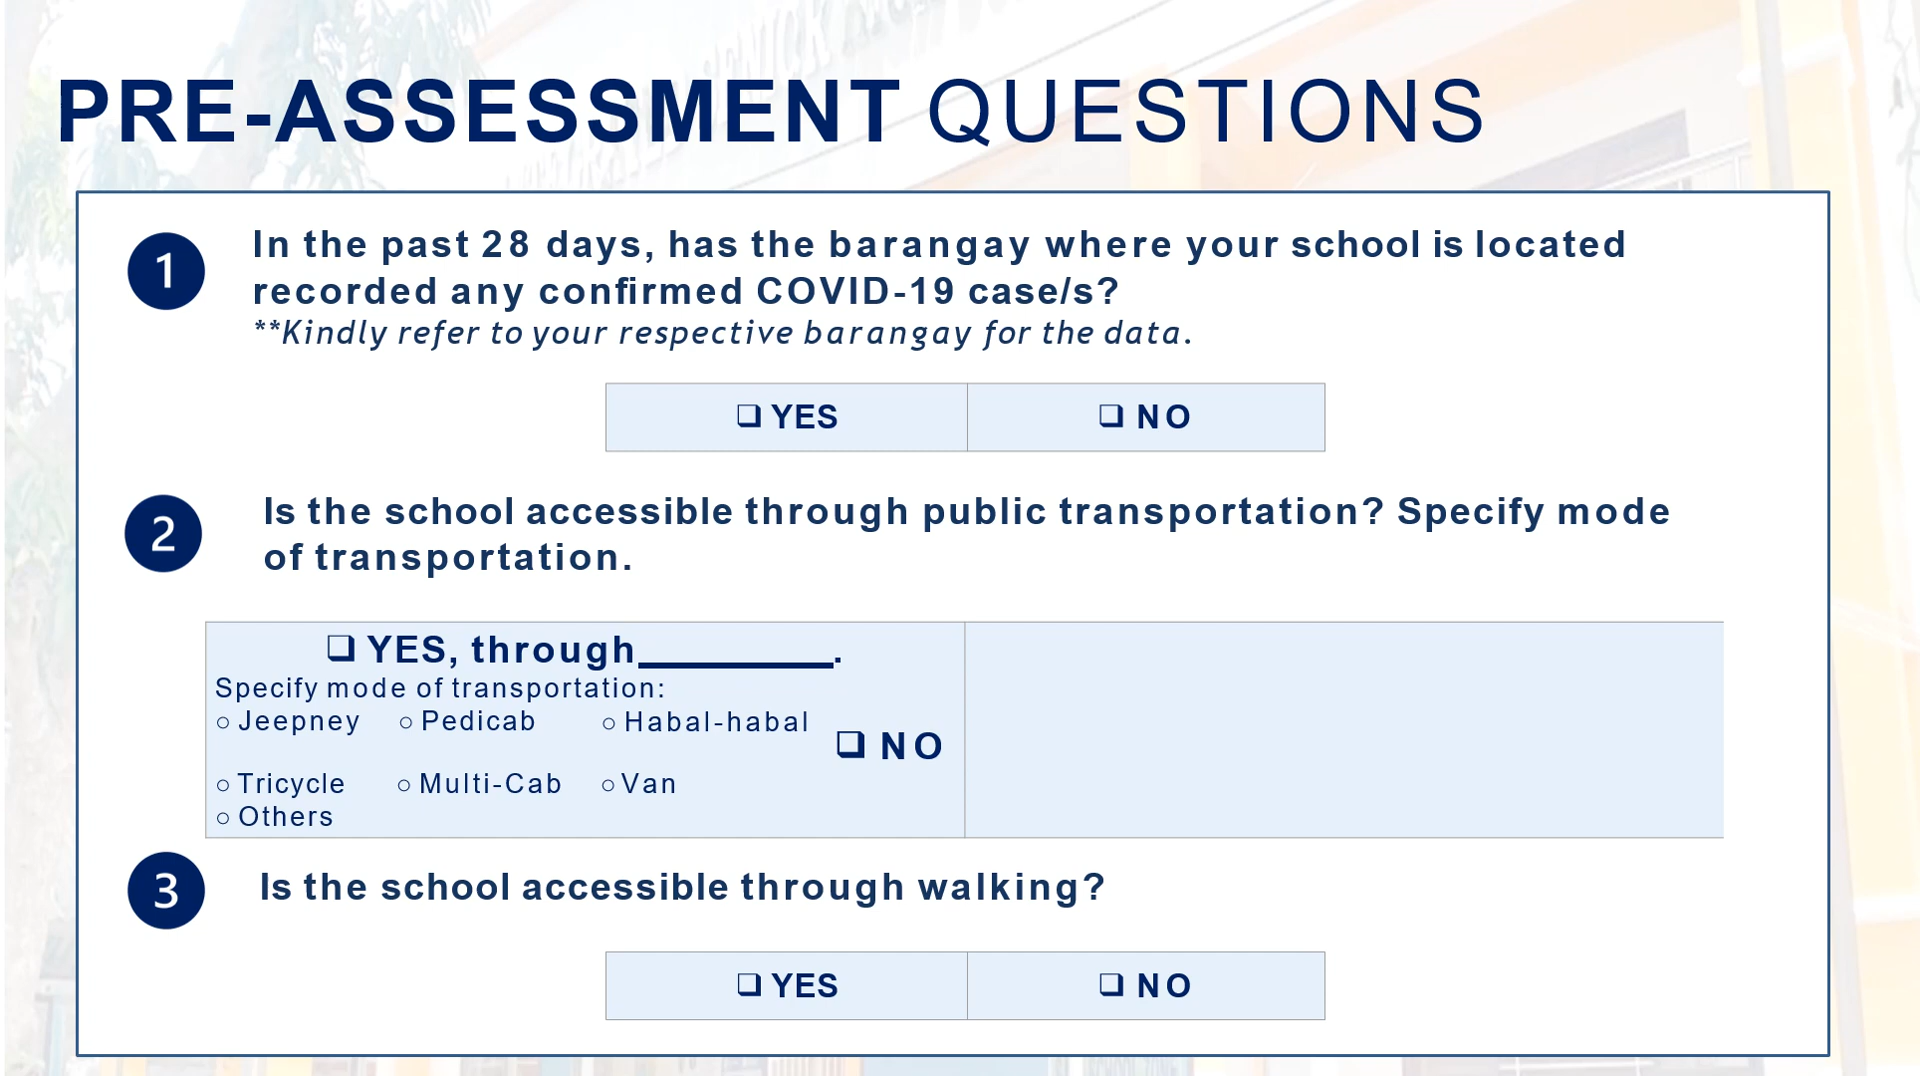 PRE-ASSESSMENT QUESTIONS
1
In the past 28 days, has the barangay where your school is located
recorded any confirmed COVID-19 case/s?
**Kindly refer to your respective barangay for the data.
❑ YES ❑ NO
2
Is the school accessible through public transportation? Specify mode
of transportation.
❑ YES, through_________.
Specify mode of transportation:
○ Jeepney ○ Pedicab ○ Habal-habal
❑ NO
○ Tricycle ○ Multi-Cab ○ Van
○ Others
3
Is the school accessible through walking?
❑ YES ❑ NO